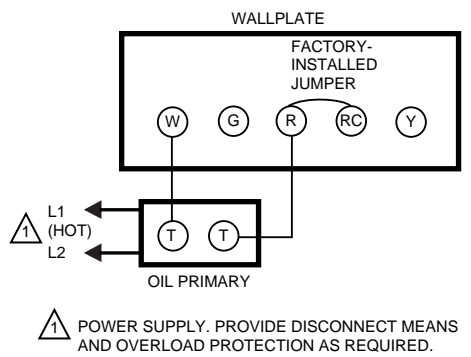 WALLPLATE
FACTORY-
INSTALLED
JUMPER
W G R RC Y
L1
(HOT)
1
L2
T T
OIL PRIMARY
1 POWER SUPPLY. PROVIDE DISCONNECT MEANS
AND OVERLOAD PROTECTION AS REQUIRED.